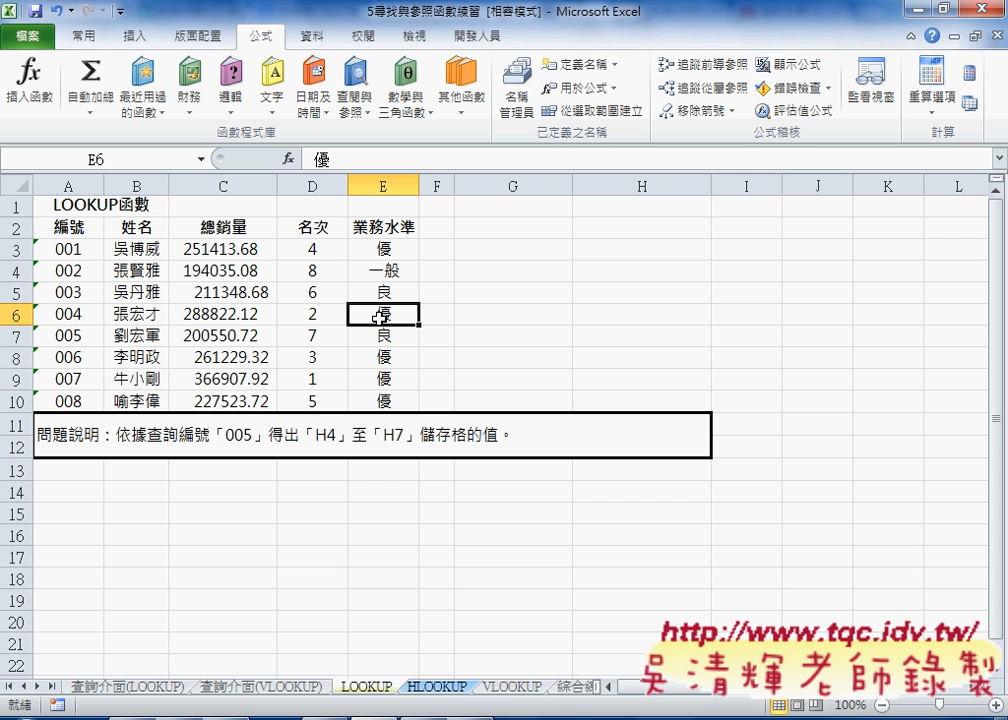 5尋找與參照函數練習 [相容模式] - Microsoft Excel
檔案 常用 插入 版面配置 公式 資料 校閱 檢視 開發人員
插入函數 自動加總 最近用過的函數 財務 邏輯 文字 日期及時間 查閱與參照 數學與三角函數 其他函數 名稱管理員 定義名稱 用於公式 從選取範圍建立 追蹤前導參照 追蹤從屬參照 移除箭號 顯示公式 錯誤檢查 評估值公式 監看視窗 重算選項
函數程式庫 已定義之名稱 公式稽核 計算
E6 fx 優
A B C D E F G H I J K L
1 LOOKUP函數
2 編號 姓名 總銷量 名次 業務水準
3 001 吳博威 251413.68 4 優
4 002 張賢雅 194035.08 8 一般
5 003 吳丹雅 211348.68 6 良
6 004 張宏才 288822.12 2 優
7 005 劉宏軍 200550.72 7 良
8 006 李明政 261229.32 3 優
9 007 牛小剛 366907.92 1 優
10 008 喻李偉 227523.72 5 優
11 問題說明：依據查詢編號「005」得出「H4」至「H7」儲存格的值。
12
13
14
15
16
17
18
19
20
21
22
http://www.tqc.idv.tw/
吳清輝老師錄製
查詢介面(LOOKUP) 查詢介面(VLOOKUP) LOOKUP HLOOKUP VLOOKUP
就緒 100%